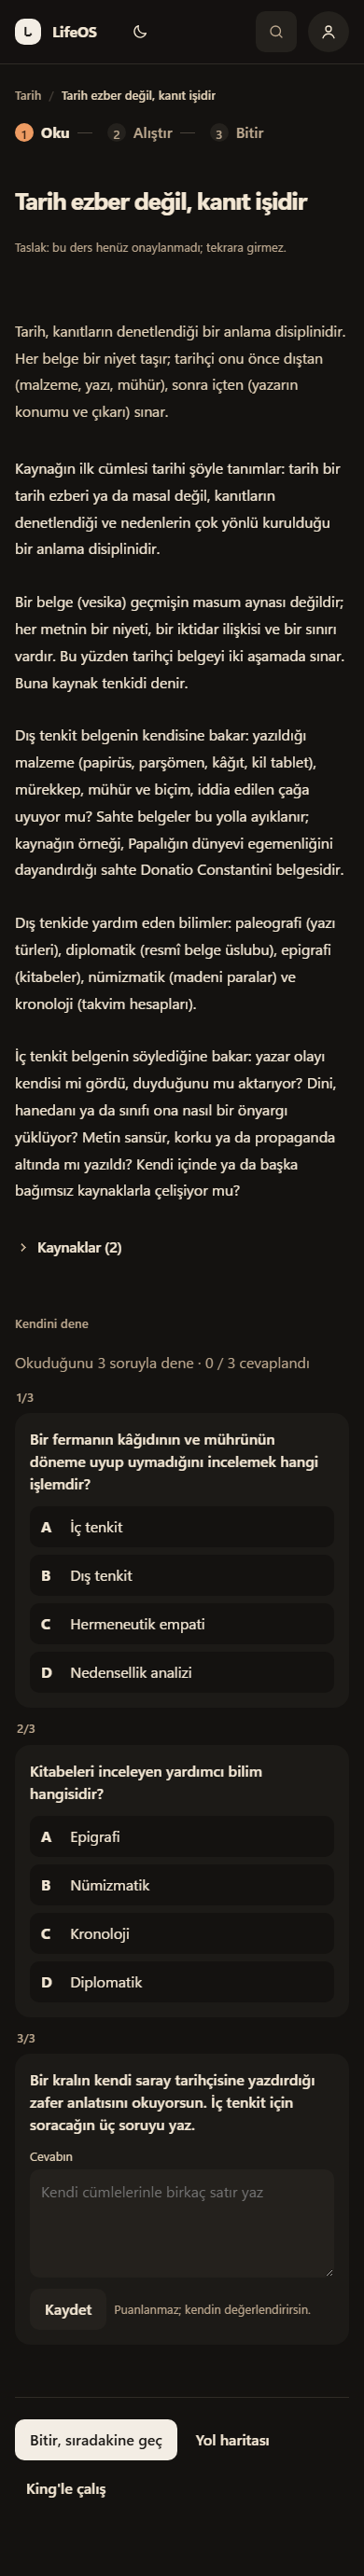 LifeOS
Tarih / Tarih ezber değil, kanıt işidir
1 Oku — 2 Alıştır — 3 Bitir
Tarih ezber değil, kanıt işidir
Taslak: bu ders henüz onaylanmadı; tekrara girmez.
Tarih, kanıtların denetlendiği bir anlama disiplinidir.
Her belge bir niyet taşır; tarihçi onu önce dıştan
(malzeme, yazı, mühür), sonra içten (yazarın
konumu ve çıkarı) sınar.
Kaynağın ilk cümlesi tarihi şöyle tanımlar: tarih bir
tarih ezberi ya da masal değil, kanıtların
denetlendiği ve nedenlerin çok yönlü kurulduğu
bir anlama disiplinidir.
Bir belge (vesika) geçmişin masum aynası değildir;
her metnin bir niyeti, bir iktidar ilişkisi ve bir sınırı
vardır. Bu yüzden tarihçi belgeyi iki aşamada sınar.
Buna kaynak tenkidi denir.
Dış tenkit belgenin kendisine bakar: yazıldığı
malzeme (papirüs, parşömen, kâğıt, kil tablet),
mürekkep, mühür ve biçim, iddia edilen çağa
uyuyor mu? Sahte belgeler bu yolla ayıklanır;
kaynağın örneği, Papalığın dünyevi egemenliğini
dayandırdığı sahte Donatio Constantini belgesidir.
Dış tenkide yardım eden bilimler: paleografi (yazı
türleri), diplomatik (resmî belge üslubu), epigrafi
(kitabeler), nümizmatik (madeni paralar) ve
kronoloji (takvim hesapları).
İç tenkit belgenin söylediğine bakar: yazar olayı
kendisi mi gördü, duyduğunu mu aktarıyor? Dini,
hanedanı ya da sınıfı ona nasıl bir önyargı
yüklüyor? Metin sansür, korku ya da propaganda
altında mı yazıldı? Kendi içinde ya da başka
bağımsız kaynaklarla çelişiyor mu?
Kaynaklar (2)
Kendini dene
Okuduğunu 3 soruyla dene · 0 / 3 cevaplandı
1/3
Bir fermanın kâğıdının ve mührünün
döneme uyup uymadığını incelemek hangi
işlemdir?
A İç tenkit
B Dış tenkit
C Hermeneutik empati
D Nedensellik analizi
2/3
Kitabeleri inceleyen yardımcı bilim
hangisidir?
A Epigrafi
B Nümizmatik
C Kronoloji
D Diplomatik
3/3
Bir kralın kendi saray tarihçisine yazdırdığı
zafer anlatısını okuyorsun. İç tenkit için
soracağın üç soruyu yaz.
Cevabın
Kendi cümlelerinle birkaç satır yaz
Kaydet Puanlanmaz; kendin değerlendirirsin.
Bitir, sıradakine geç Yol haritası
King'le çalış